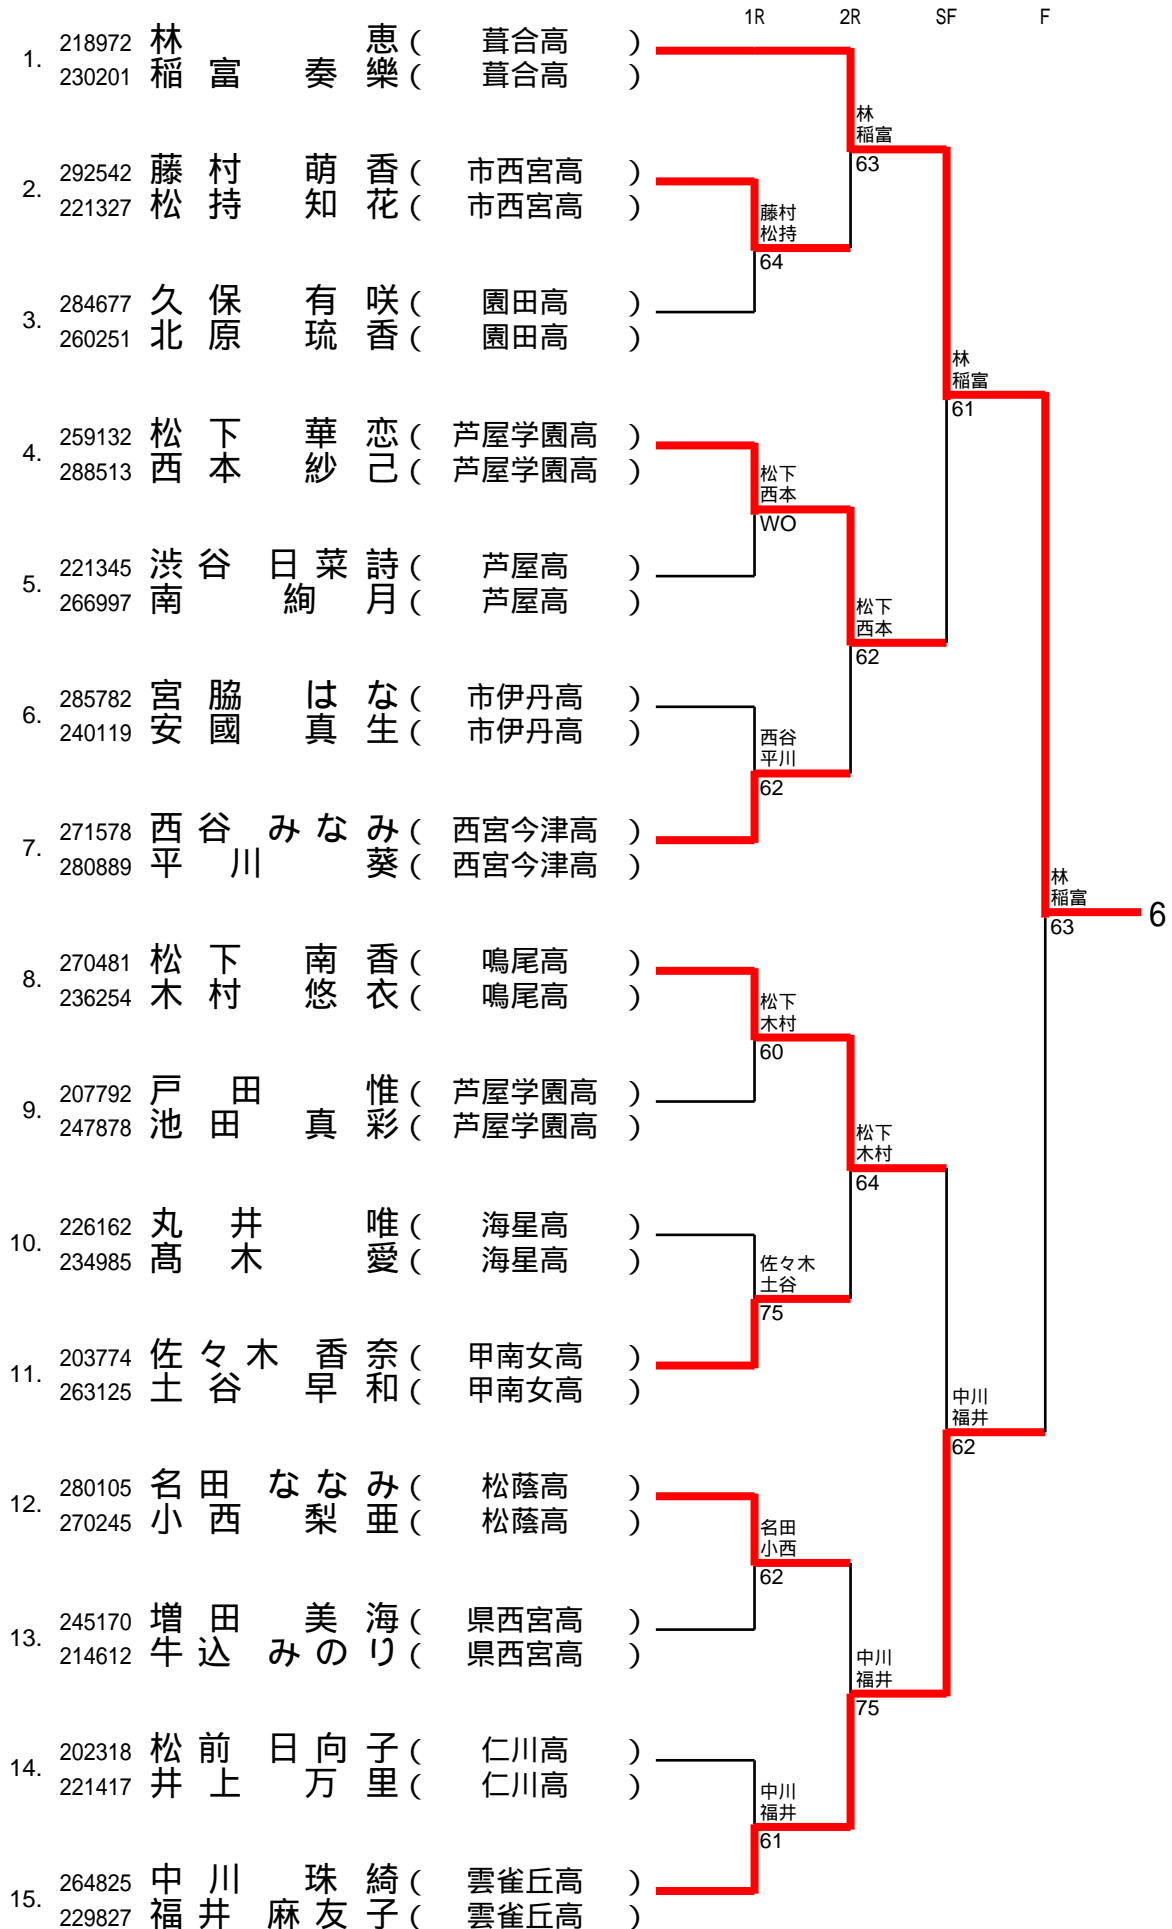 1R 2R SF F
1. 218972 林 恵 ( 葺合高 )
230201 稲富 奏樂 ( 葺合高 )
林
稲富
63
2. 292542 藤村 萌香 ( 市西宮高 )
221327 松持 知花 ( 市西宮高 )
藤村
松持
64
3. 284677 久保 有咲 ( 園田高 )
260251 北原 琉香 ( 園田高 )
林
稲富
61
4. 259132 松下 華恋 ( 芦屋学園高 )
288513 西本 紗己 ( 芦屋学園高 )
松下
西本
WO
5. 221345 渋谷 日菜詩 ( 芦屋高 )
266997 南 絢月 ( 芦屋高 )
松下
西本
62
6. 285782 宮脇 はな ( 市伊丹高 )
240119 安國 真生 ( 市伊丹高 )
西谷
平川
62
7. 271578 西谷 みなみ ( 西宮今津高 )
280889 平川 葵 ( 西宮今津高 )
林
稲富
63
6
8. 270481 松下 南香 ( 鳴尾高 )
236254 木村 悠衣 ( 鳴尾高 )
松下
木村
60
9. 207792 戸田 惟 ( 芦屋学園高 )
247878 池田 真彩 ( 芦屋学園高 )
松下
木村
64
10. 226162 丸井 唯 ( 海星高 )
234985 髙木 愛 ( 海星高 )
佐々木
土谷
75
11. 203774 佐々木 香奈 ( 甲南女高 )
263125 土谷 早和 ( 甲南女高 )
中川
福井
62
12. 280105 名田 ななみ ( 松蔭高 )
270245 小西 梨亜 ( 松蔭高 )
名田
小西
62
13. 245170 増田 美海 ( 県西宮高 )
214612 牛込 みのり ( 県西宮高 )
中川
福井
75
14. 202318 松前 日向子 ( 仁川高 )
221417 井上 万里 ( 仁川高 )
中川
福井
61
15. 264825 中川 珠綺 ( 雲雀丘高 )
229827 福井 麻友子 ( 雲雀丘高 )